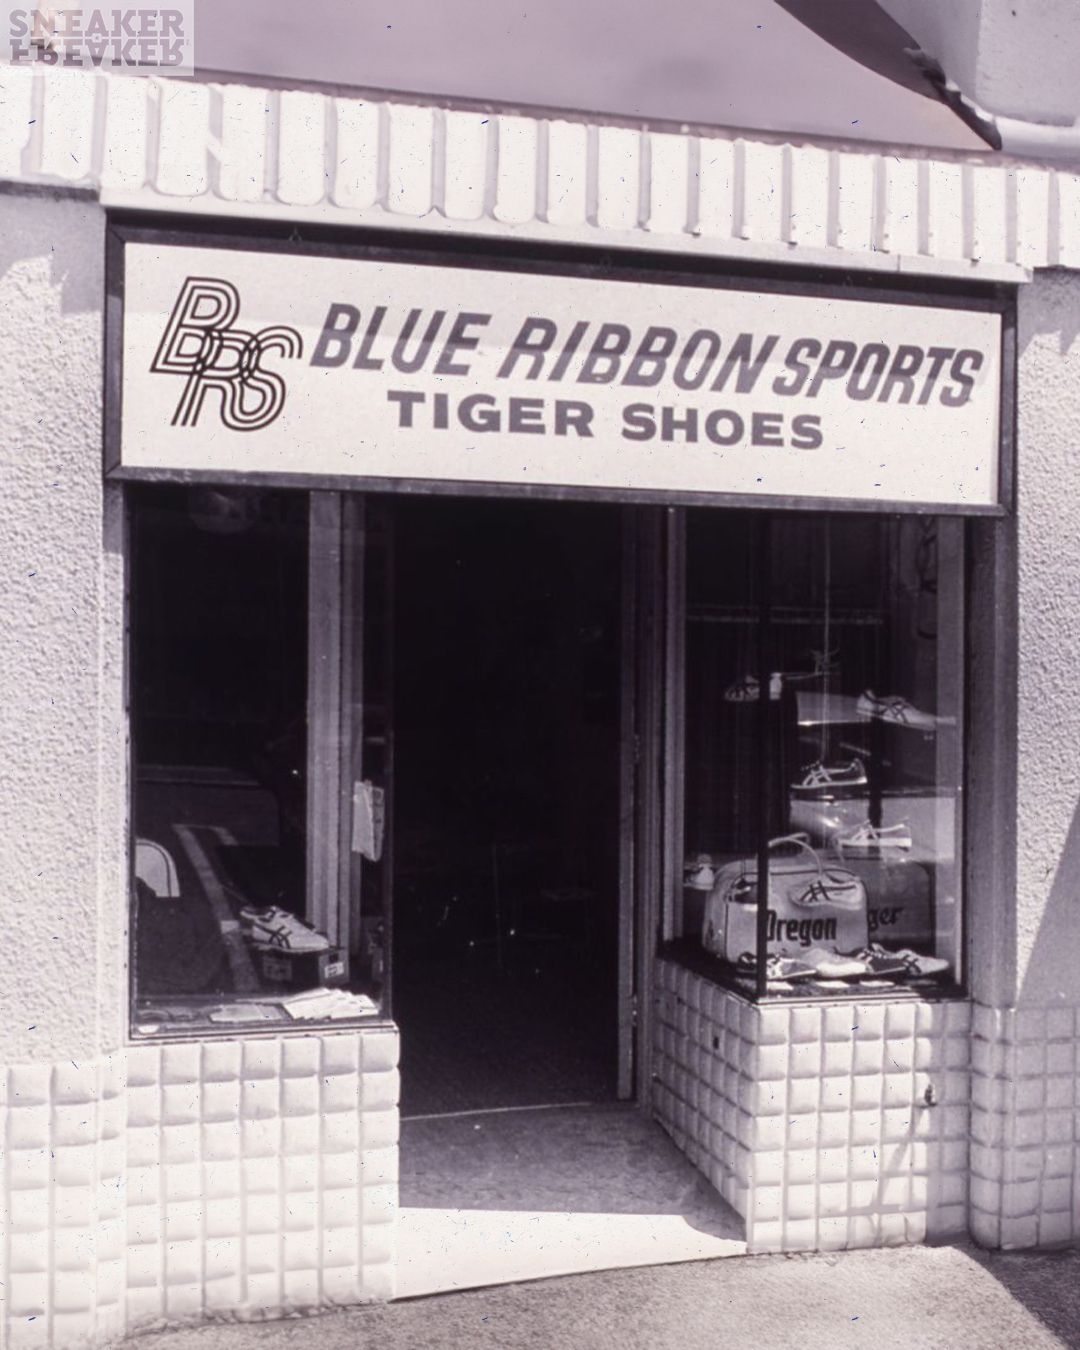 SNEAKER
FREAKER
BRS
BLUE RIBBON SPORTS
TIGER SHOES
Oregon